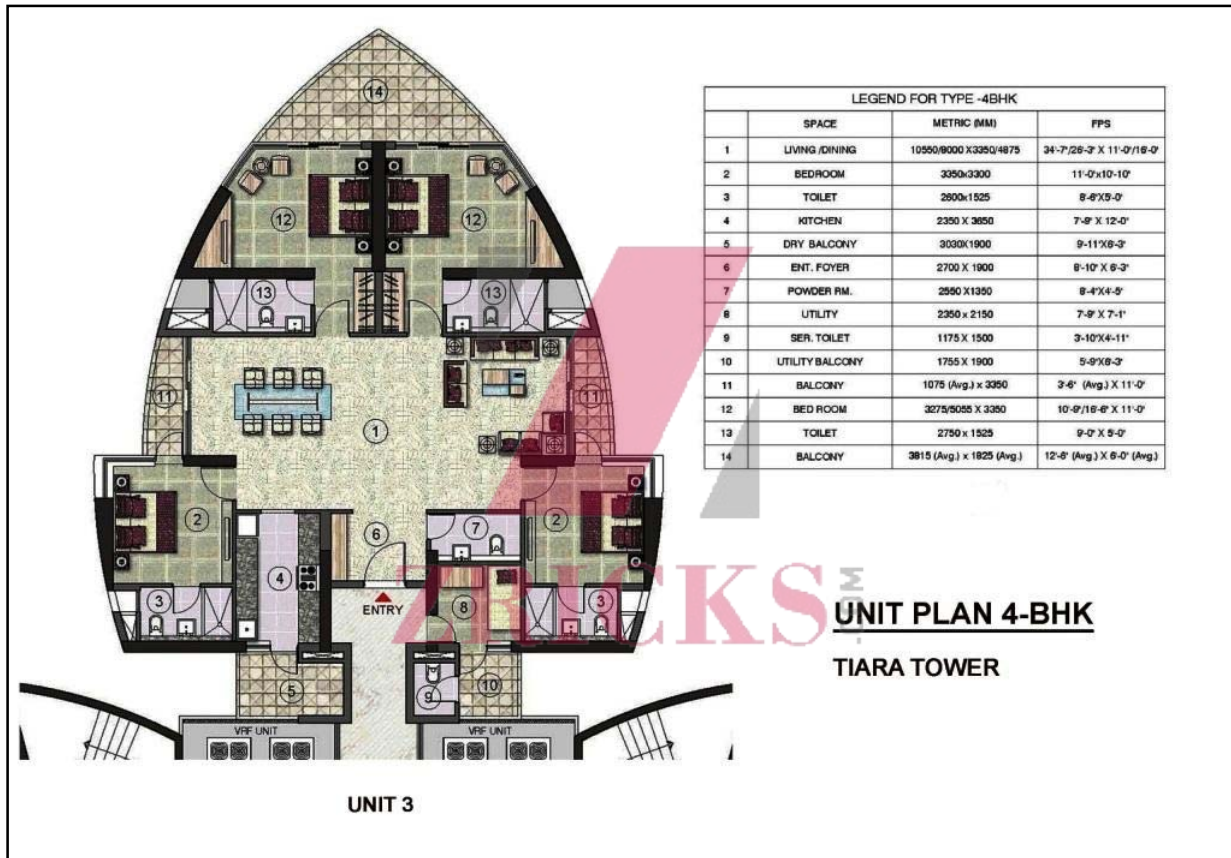 14
12
12
13
13
11
11
1
2
2
6
7
4
3
3
8
ENTRY
5
9
10
VRF UNIT
VRF UNIT
UNIT 3
LEGEND FOR TYPE -4BHK
SPACE METRIC (MM) FPS
1 LIVING /DINING 10550/8000 X3350/4875 34'-7"/26'-3" X 11'-0"/16'-0"
2 BEDROOM 3350x3300 11'-0"x10'-10"
3 TOILET 2600x1525 8'-6"X5'-0"
4 KITCHEN 2350 X 3650 7'-9" X 12'-0"
5 DRY BALCONY 3030X1900 9'-11"X6'-3"
6 ENT. FOYER 2700 X 1900 8'-10" X 6'-3"
7 POWDER RM. 2550 X1350 8'-4"X4'-5"
8 UTILITY 2350 x 2150 7'-9" X 7'-1"
9 SER. TOILET 1175 X 1500 3'-10"X4'-11"
10 UTILITY BALCONY 1755 X 1900 5'-9"X6'-3"
11 BALCONY 1075 (Avg.) x 3350 3'-6" (Avg.) X 11'-0"
12 BED ROOM 3275/5055 X 3350 10'-9"/16'-6" X 11'-0"
13 TOILET 2750 x 1525 9'-0" X 5'-0"
14 BALCONY 3815 (Avg.) x 1825 (Avg.) 12'-6" (Avg.) X 6'-0" (Avg.)
ZRICKS
.COM
UNIT PLAN 4-BHK
TIARA TOWER